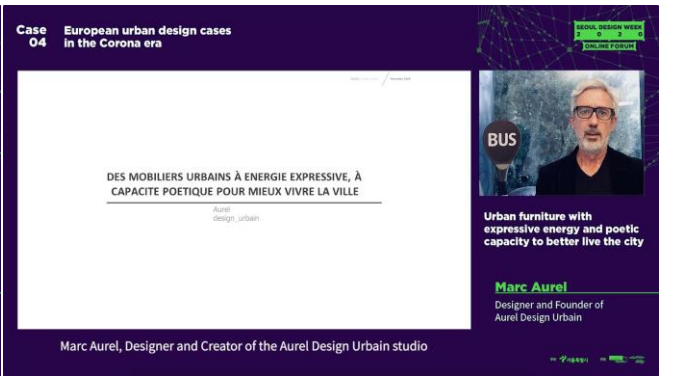 Case
04
European urban design cases
in the Corona era
SEOUL DESIGN WEEK
2 0 2 0
ONLINE FORUM
DES MOBILIERS URBAINS À ENERGIE EXPRESSIVE, À
CAPACITE POETIQUE POUR MIEUX VIVRE LA VILLE
Aurel
design_urbain
BUS
Urban furniture with
expressive energy and poetic
capacity to better live the city
Marc Aurel
Designer and Founder of
Aurel Design Urbain
Marc Aurel, Designer and Creator of the Aurel Design Urbain studio